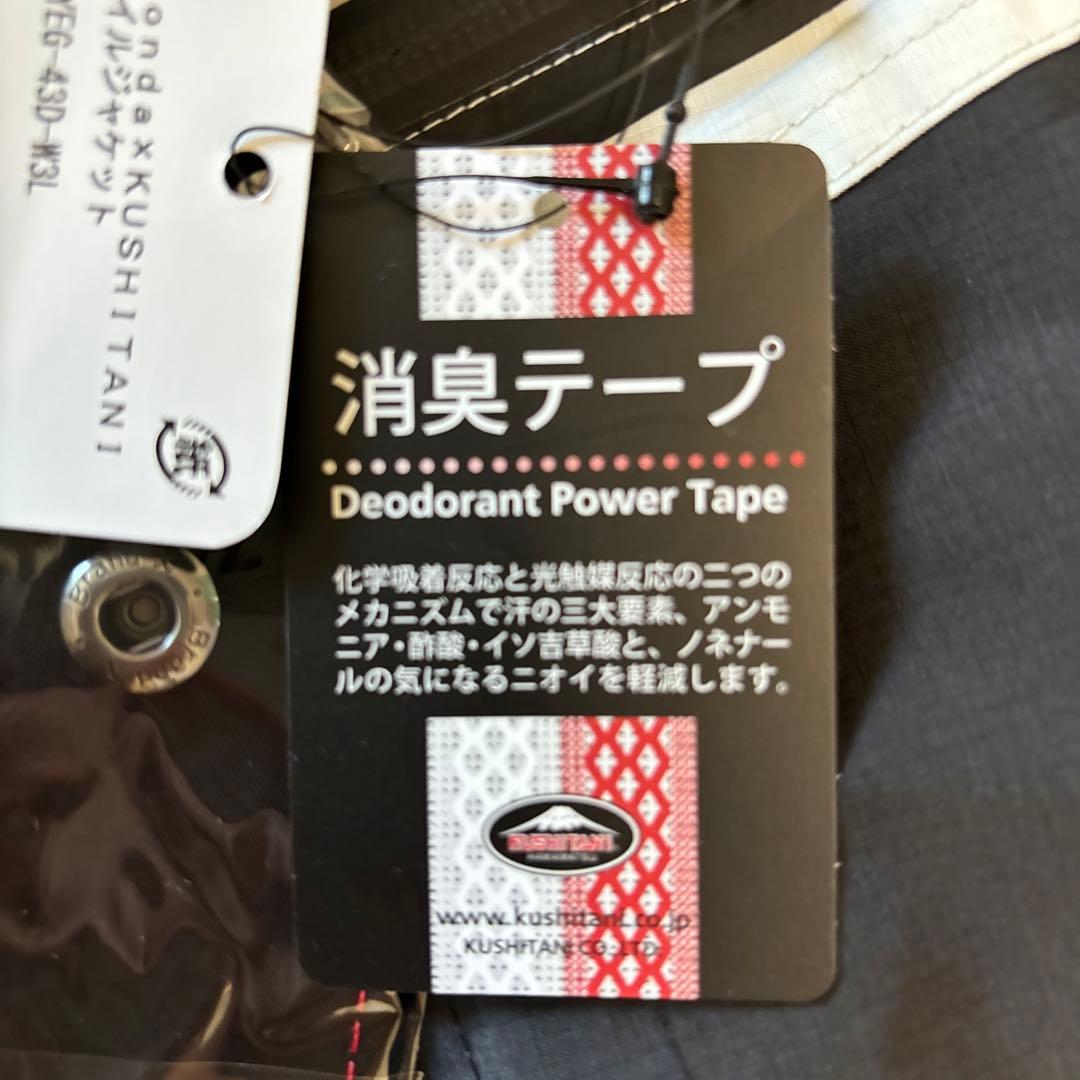 onda×KUSHITANI
イルジャケット
YEG-43D-W3L
紙
消臭テープ
Deodorant Power Tape
化学吸着反応と光触媒反応の二つの
メカニズムで汗の三大要素、アンモ
ニア・酢酸・イソ吉草酸と、ノネナー
ルの気になるニオイを軽減します。
KUSHITANI
www.kushitani.co.jp
KUSHITANI CO.,LTD.
Brand